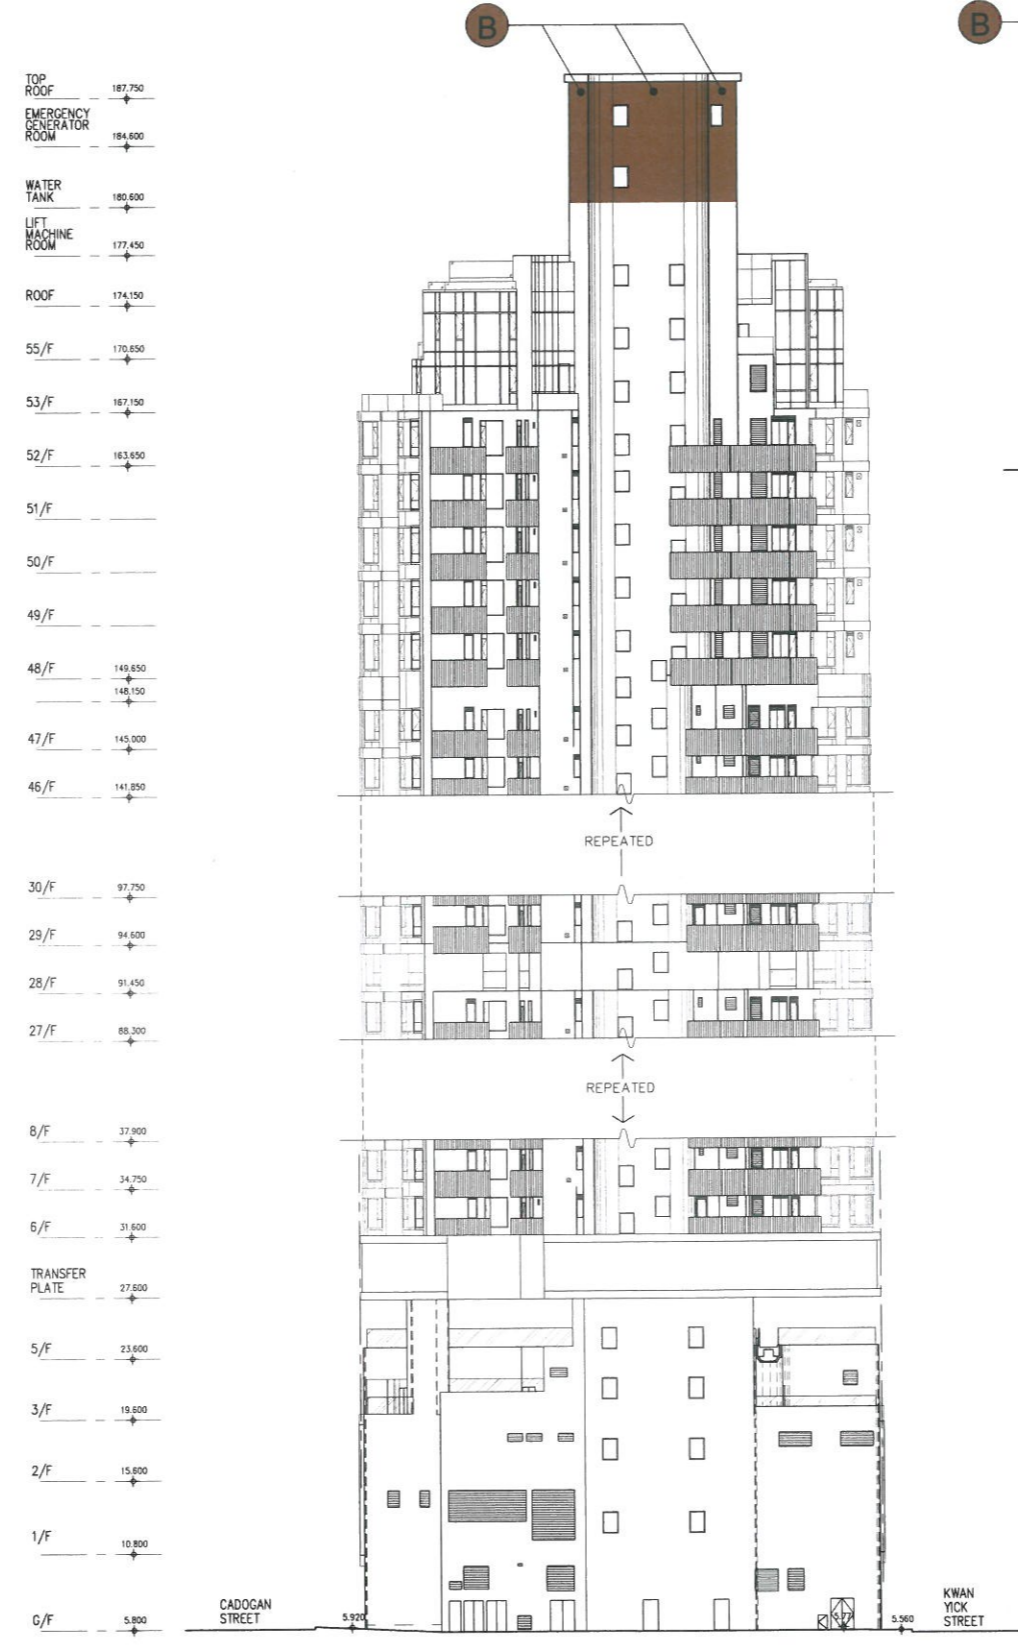 B
B
TOP
ROOF 187.750
EMERGENCY
GENERATOR
ROOM 184.600
WATER
TANK 180.600
LIFT
MACHINE
ROOM 177.450
ROOF 174.150
55/F 170.650
53/F 167.150
52/F 163.650
51/F
50/F
49/F
48/F 149.650
148.150
47/F 145.000
46/F 141.850
REPEATED
30/F 97.750
29/F 94.600
28/F 91.450
27/F 88.300
REPEATED
8/F 37.900
7/F 34.750
6/F 31.600
TRANSFER
PLATE 27.600
5/F 23.600
3/F 19.600
2/F 15.600
1/F 10.800
G/F 5.800
CADOGAN
STREET
5.920
5.560
KWAN
YICK
STREET